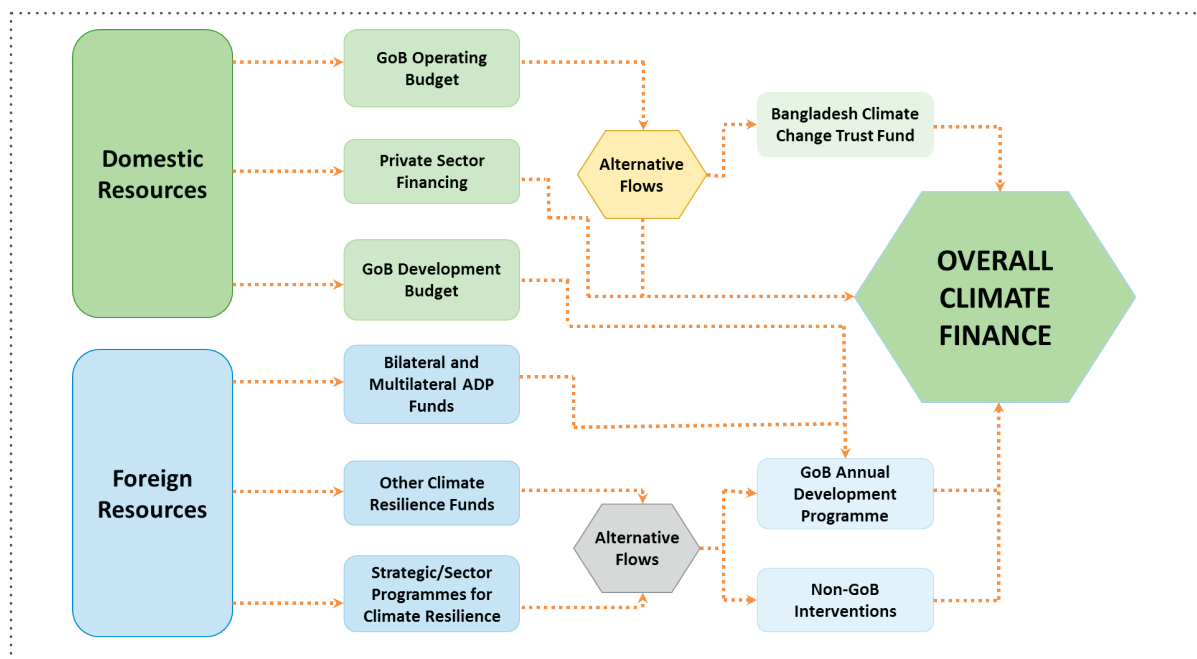 Domestic
Resources
GoB Operating
Budget
Private Sector
Financing
GoB Development
Budget
Alternative
Flows
Bangladesh Climate
Change Trust Fund
OVERALL
CLIMATE
FINANCE
Foreign
Resources
Bilateral and
Multilateral ADP
Funds
Other Climate
Resilience Funds
Strategic/Sector
Programmes for
Climate Resilience
Alternative
Flows
GoB Annual
Development
Programme
Non-GoB
Interventions